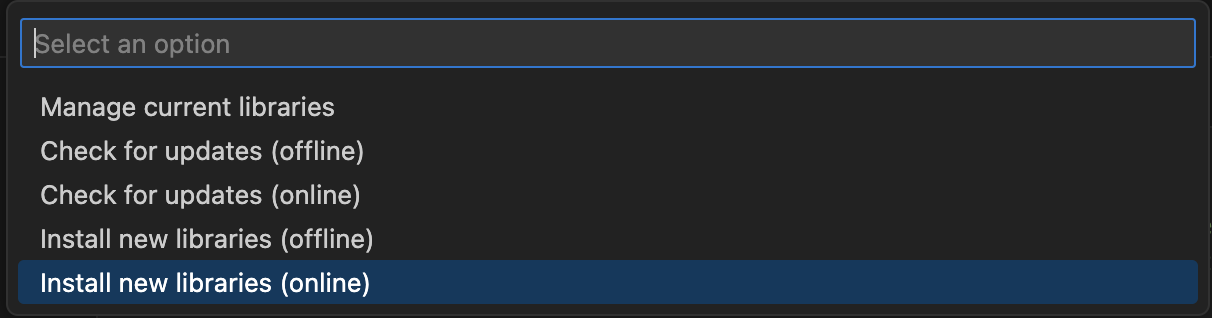 Select an option
Manage current libraries
Check for updates (offline)
Check for updates (online)
Install new libraries (offline)
Install new libraries (online)